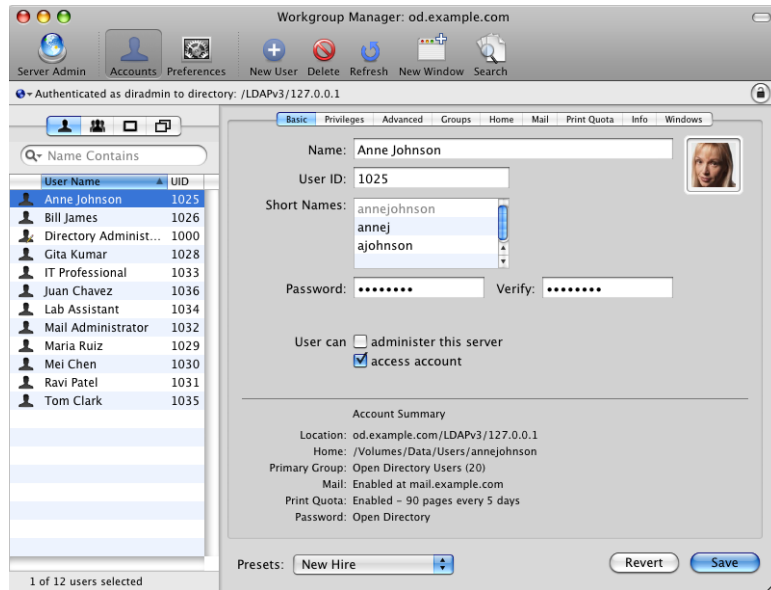 Workgroup Manager: od.example.com
Server Admin Accounts Preferences New User Delete Refresh New Window Search
Authenticated as diradmin to directory: /LDAPv3/127.0.0.1
Basic Privileges Advanced Groups Home Mail Print Quota Info Windows
Name Contains
User Name UID
Anne Johnson 1025
Bill James 1026
Directory Administ... 1000
Gita Kumar 1028
IT Professional 1033
Juan Chavez 1036
Lab Assistant 1034
Mail Administrator 1032
Maria Ruiz 1029
Mei Chen 1030
Ravi Patel 1031
Tom Clark 1035
1 of 12 users selected
Name: Anne Johnson
User ID: 1025
Short Names: annejohnson
annej
ajohnson
Password: •••••••• Verify: ••••••••
User can administer this server
access account
Account Summary
Location: od.example.com/LDAPv3/127.0.0.1
Home: /Volumes/Data/Users/annejohnson
Primary Group: Open Directory Users (20)
Mail: Enabled at mail.example.com
Print Quota: Enabled – 90 pages every 5 days
Password: Open Directory
Presets: New Hire Revert Save